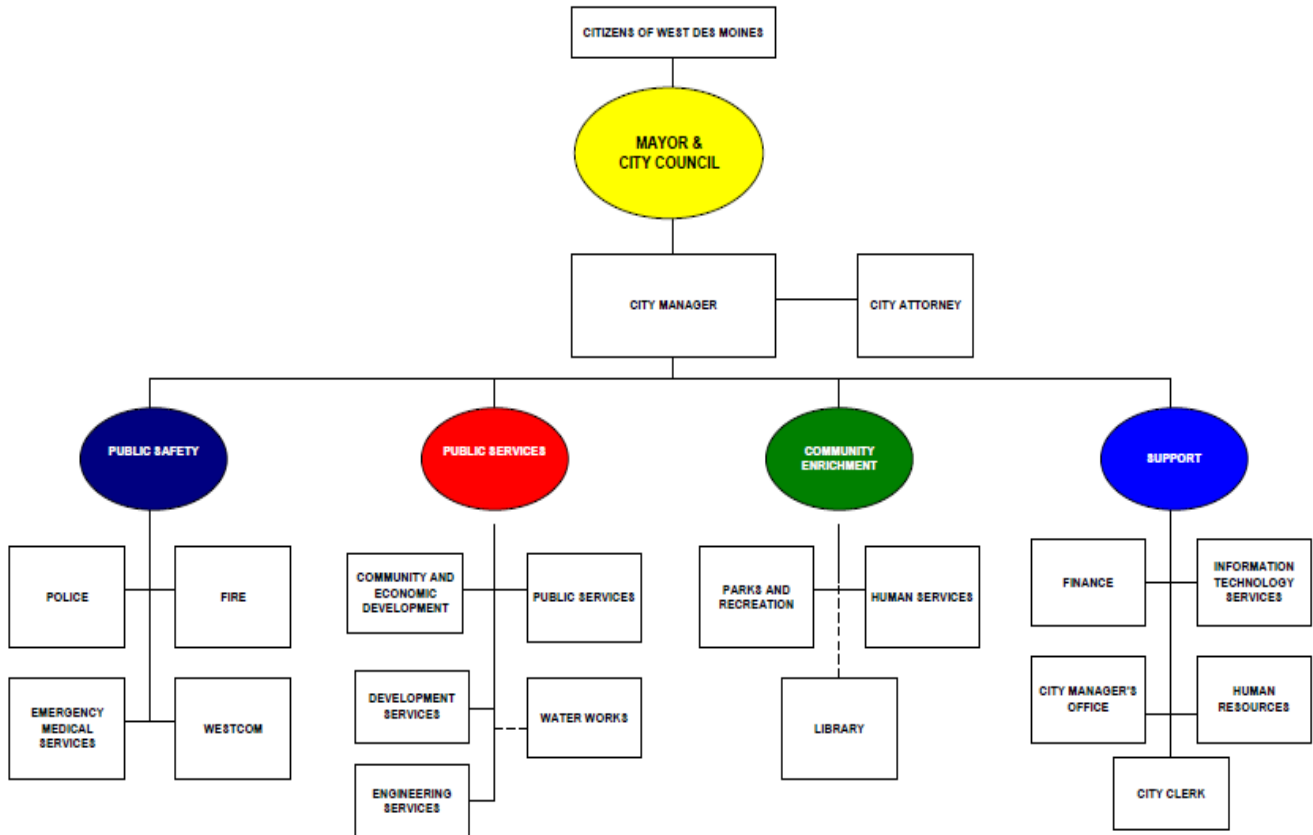 CITIZENS OF WEST DES MOINES
MAYOR &
CITY COUNCIL
CITY MANAGER
CITY ATTORNEY
PUBLIC SAFETY
PUBLIC SERVICES
COMMUNITY
ENRICHMENT
SUPPORT
POLICE
FIRE
COMMUNITY AND
ECONOMIC
DEVELOPMENT
PUBLIC SERVICES
PARKS AND
RECREATION
HUMAN SERVICES
FINANCE
INFORMATION
TECHNOLOGY
SERVICES
EMERGENCY
MEDICAL
SERVICES
WESTCOM
DEVELOPMENT
SERVICES
WATER WORKS
LIBRARY
CITY MANAGER'S
OFFICE
HUMAN
RESOURCES
ENGINEERING
SERVICES
CITY CLERK